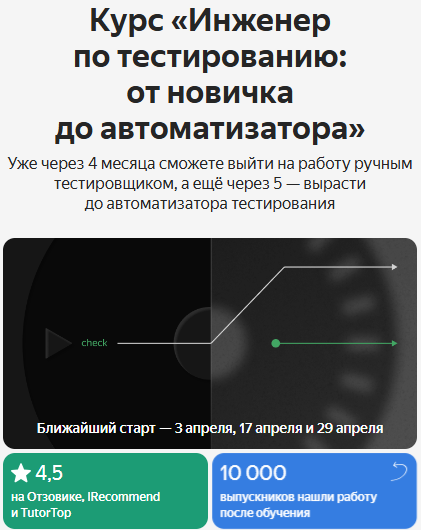 Курс «Инженер
по тестированию:
от новичка
до автоматизатора»
Уже через 4 месяца сможете выйти на работу ручным
тестировщиком, а ещё через 5 — вырасти
до автоматизатора тестирования
check
Ближайший старт — 3 апреля, 17 апреля и 29 апреля
4,5
на Отзовике, IRecommend
и TutorTop
10 000
выпускников нашли работу
после обучения